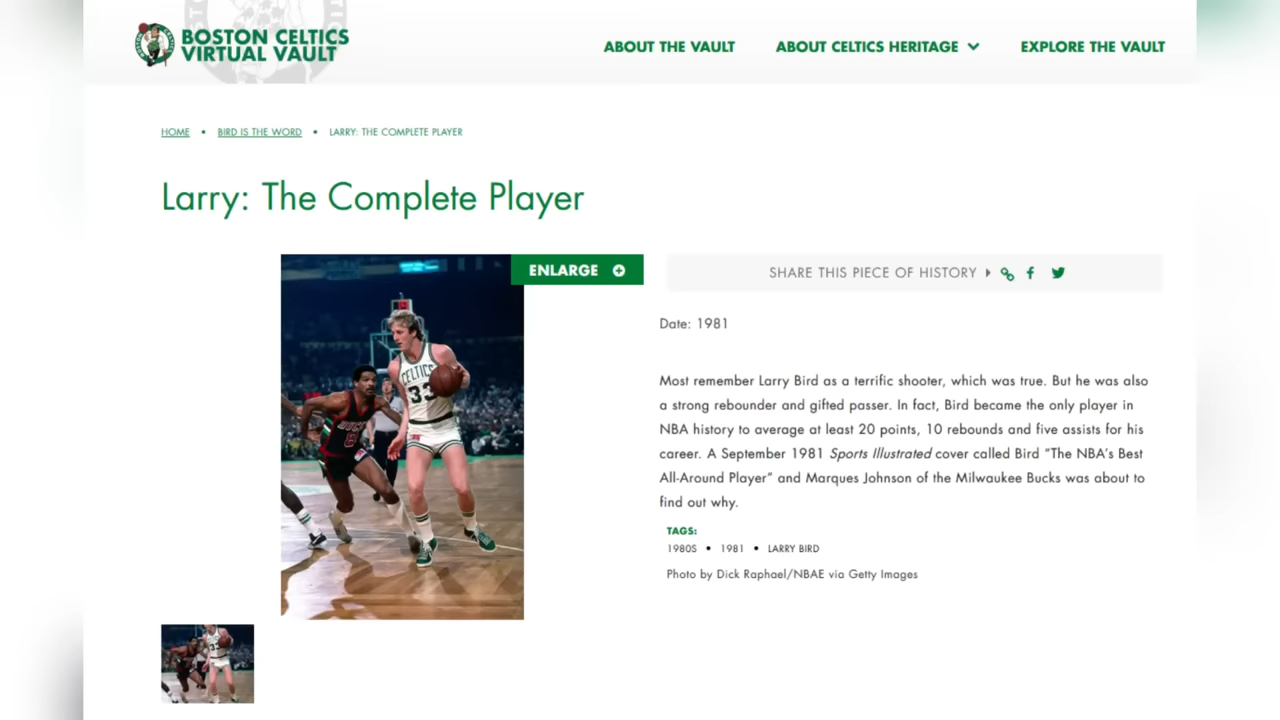 BOSTON CELTICS
VIRTUAL VAULT
ABOUT THE VAULT
ABOUT CELTICS HERITAGE
EXPLORE THE VAULT
HOME • BIRD IS THE WORD • LARRY: THE COMPLETE PLAYER
Larry: The Complete Player
ENLARGE
SHARE THIS PIECE OF HISTORY
Date: 1981
Most remember Larry Bird as a terrific shooter, which was true. But he was also
a strong rebounder and gifted passer. In fact, Bird became the only player in
NBA history to average at least 20 points, 10 rebounds and five assists for his
career. A September 1981 Sports Illustrated cover called Bird “The NBA’s Best
All-Around Player” and Marques Johnson of the Milwaukee Bucks was about to
find out why.
TAGS:
1980S • 1981 • LARRY BIRD
Photo by Dick Raphael/NBAE via Getty Images
CELTICS
33
BUCKS
8
33